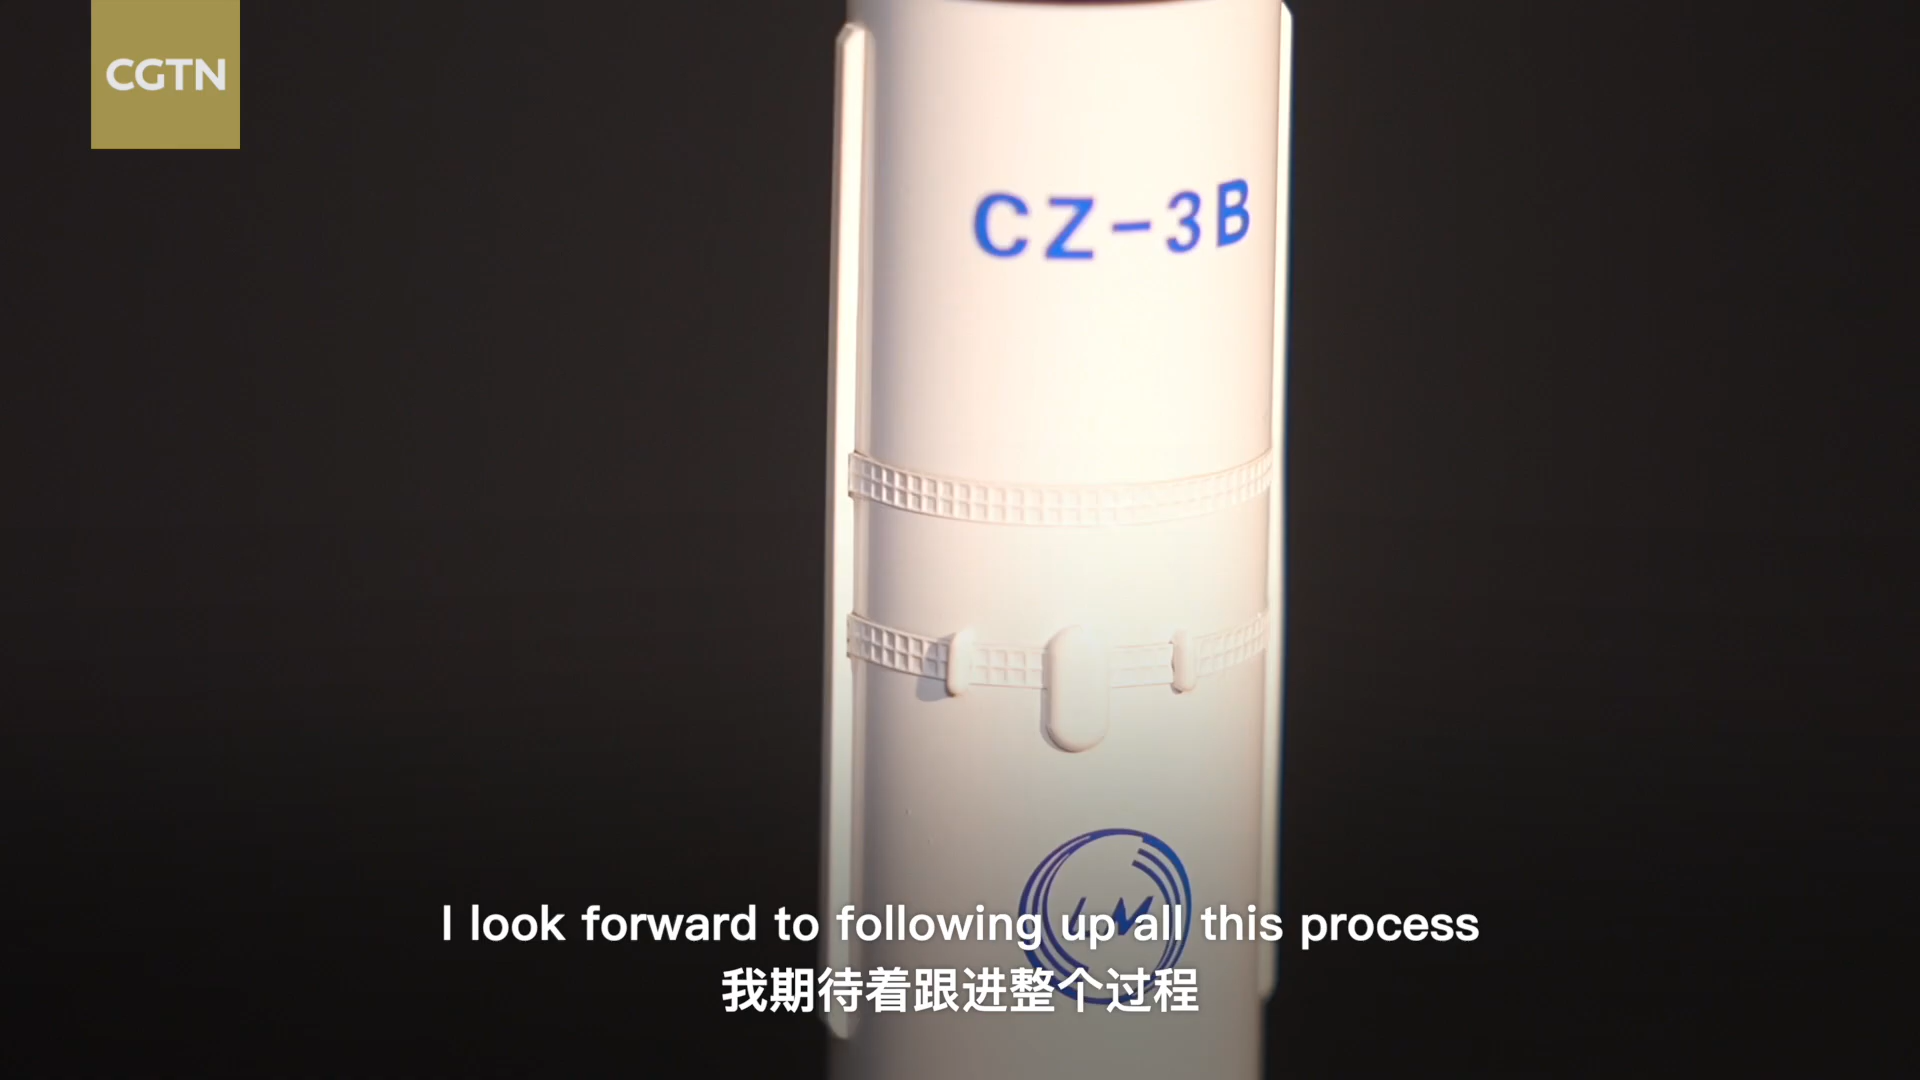 CGTN
CZ-3B
LM
I look forward to following up all this process
我期待着跟进整个过程